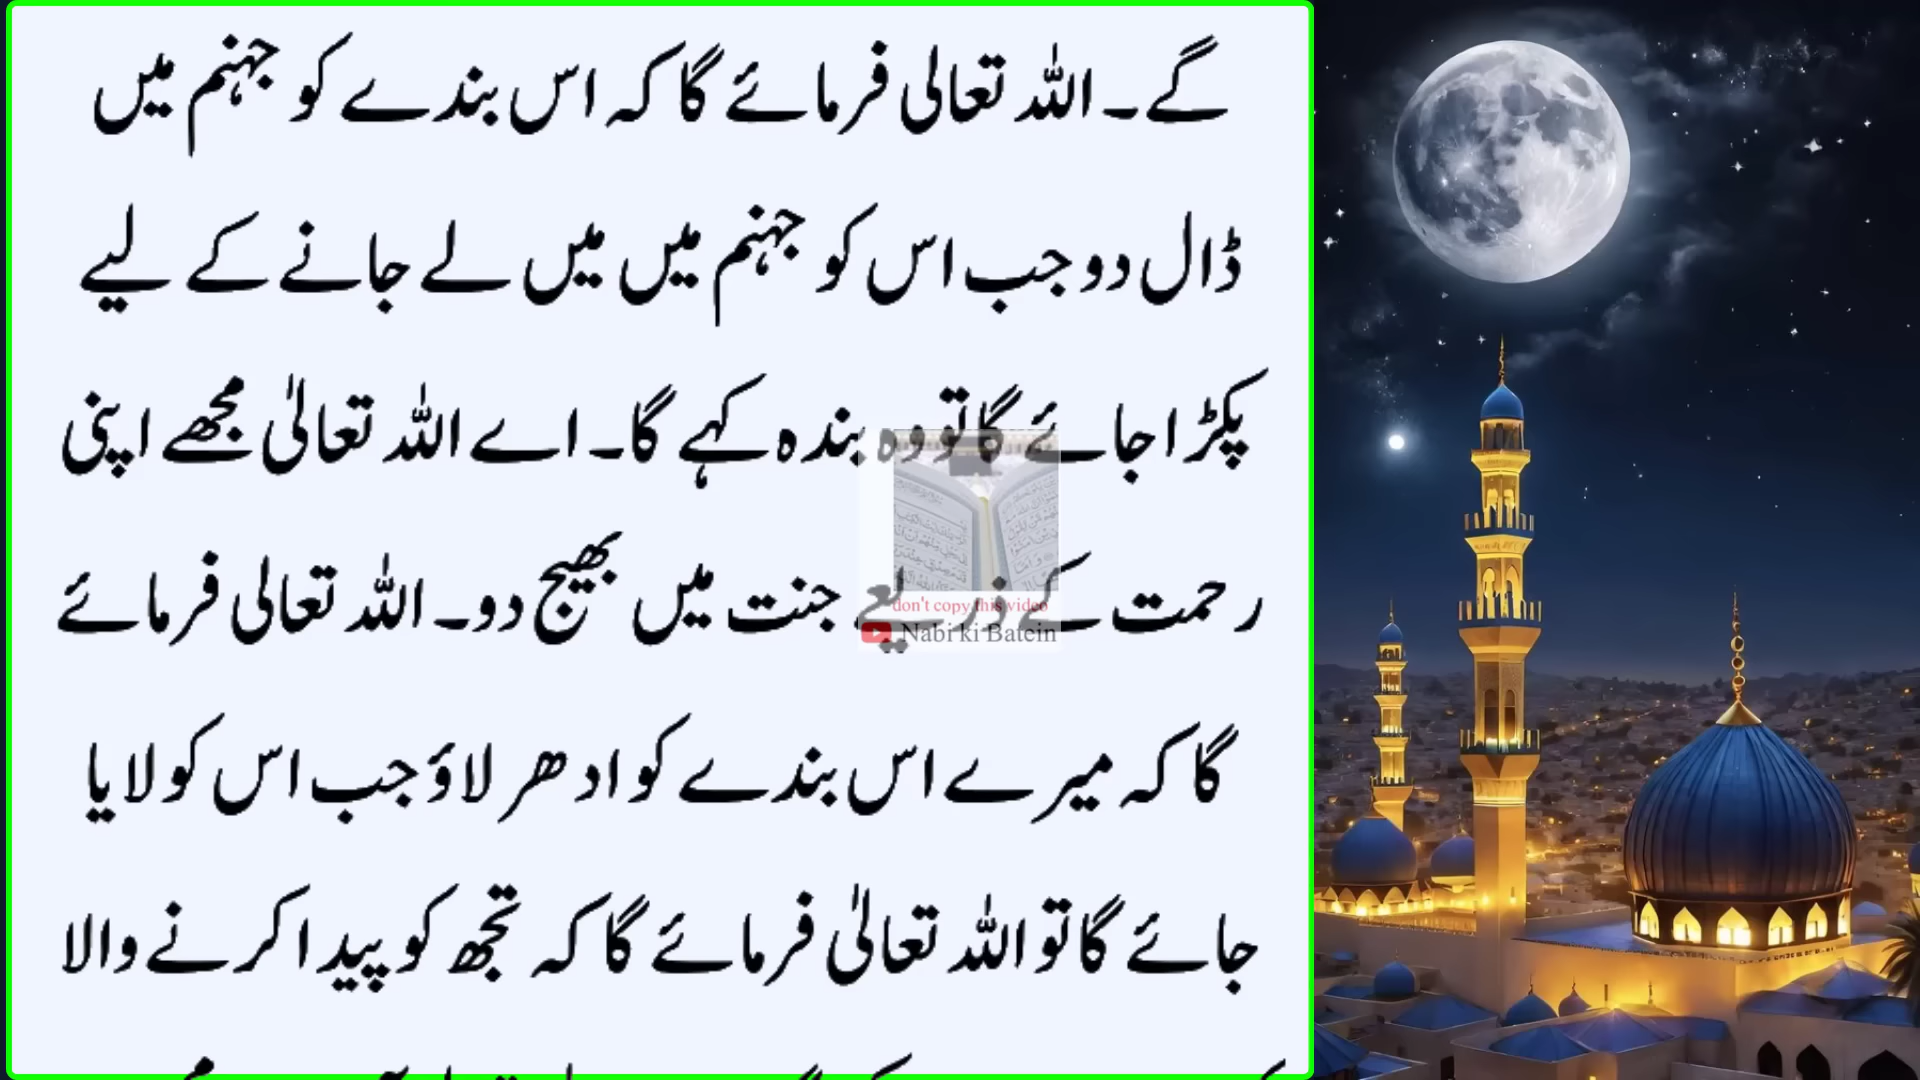 گے۔ اللہ تعالی فرمائے گا کہ اس بندے کو جہنم میں
ڈال دو جب اس کو جہنم میں میں لے جانے کے لیے
پکڑا جائے گا تو وہ بندہ کہے گا۔ اے اللہ تعالیٰ مجھے اپنی
رحمت کے ذریعے جنت میں بھیج دو۔ اللہ تعالی فرمائے
گا کہ میرے اس بندے کو ادھر لاؤ جب اس کو لایا
جائے گا تو اللہ تعالیٰ فرمائے گا کہ تجھ کو پیدا کرنے والا
don't copy this video
Nabi ki Batein